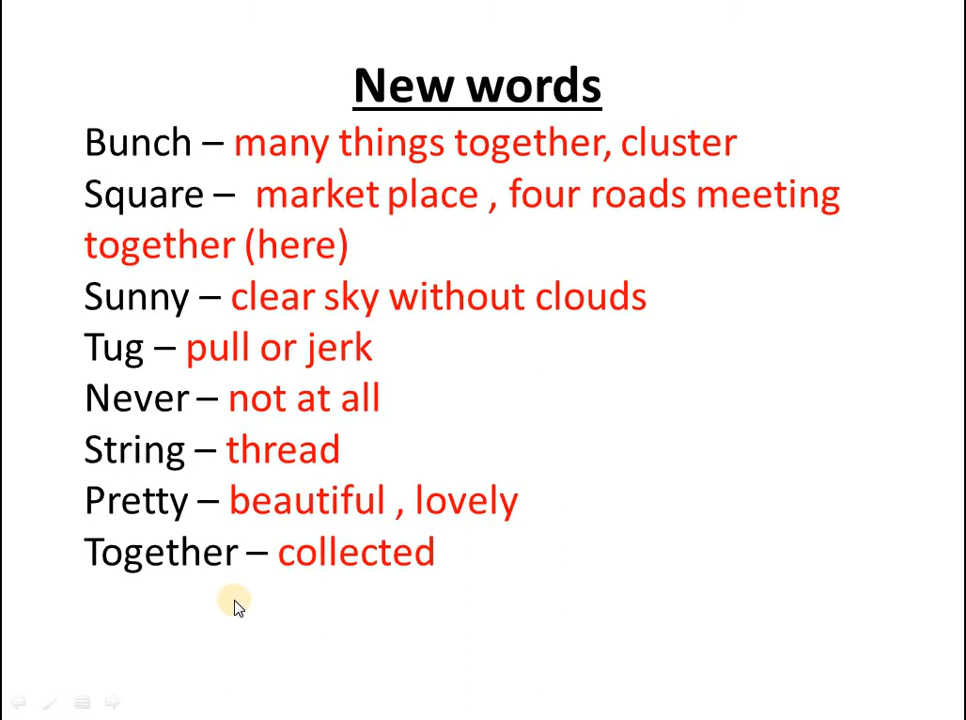 New words
Bunch – many things together, cluster
Square –  market place , four roads meeting
together (here)
Sunny – clear sky without clouds
Tug – pull or jerk
Never – not at all
String – thread
Pretty – beautiful , lovely
Together – collected